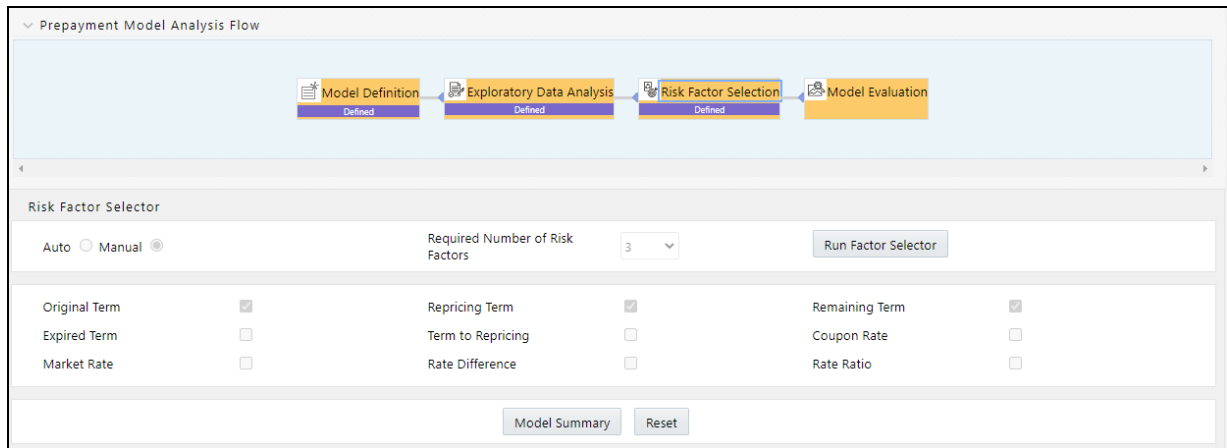 Prepayment Model Analysis Flow
Model Definition
Defined
Exploratory Data Analysis
Defined
Risk Factor Selection
Defined
Model Evaluation
Risk Factor Selector
Auto Manual
Required Number of Risk
Factors
3
Run Factor Selector
Original Term Repricing Term Remaining Term
Expired Term Term to Repricing Coupon Rate
Market Rate Rate Difference Rate Ratio
Model Summary Reset